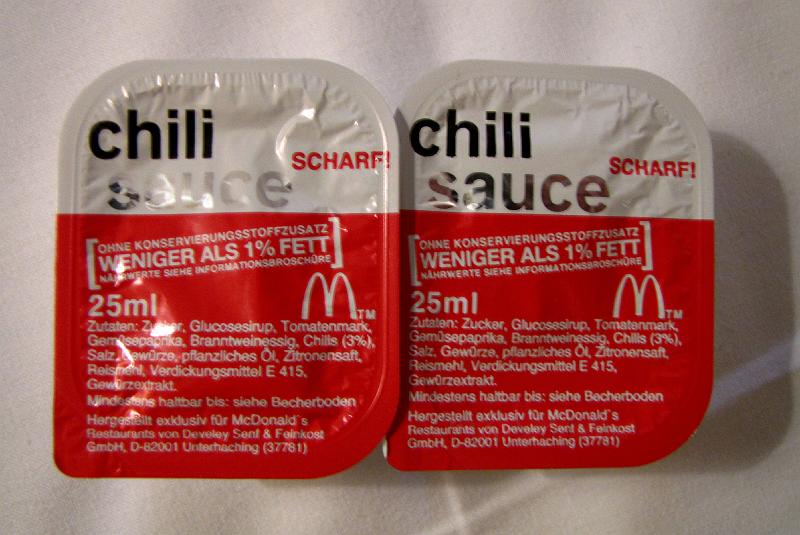 chili
SCHARF!
sauce
[OHNE KONSERVIERUNGSSTOFFZUSATZ
WENIGER ALS 1% FETT
NÄHRWERTE SIEHE INFORMATIONSBROSCHÜRE]
25ml
M TM
Zutaten: Zucker, Glucosesirup, Tomatenmark,
Gemüsepaprika, Branntweinessig, Chilis (3%),
Salz, Gewürze, pflanzliches Öl, Zitronensaft,
Reismehl, Verdickungsmittel E 415,
Gewürzextrakt.
Mindestens haltbar bis: siehe Becherboden
Hergestellt exklusiv für McDonald´s
Restaurants von Develey Senf & Feinkost
GmbH, D-82001 Unterhaching (37781)
chili
SCHARF!
sauce
[OHNE KONSERVIERUNGSSTOFFZUSATZ
WENIGER ALS 1% FETT
NÄHRWERTE SIEHE INFORMATIONSBROSCHÜRE]
25ml
M TM
Zutaten: Zucker, Glucosesirup, Tomatenmark,
Gemüsepaprika, Branntweinessig, Chilis (3%),
Salz, Gewürze, pflanzliches Öl, Zitronensaft,
Reismehl, Verdickungsmittel E 415,
Gewürzextrakt.
Mindestens haltbar bis: siehe Becherboden
Hergestellt exklusiv für McDonald´s
Restaurants von Develey Senf & Feinkost
GmbH, D-82001 Unterhaching (37781)